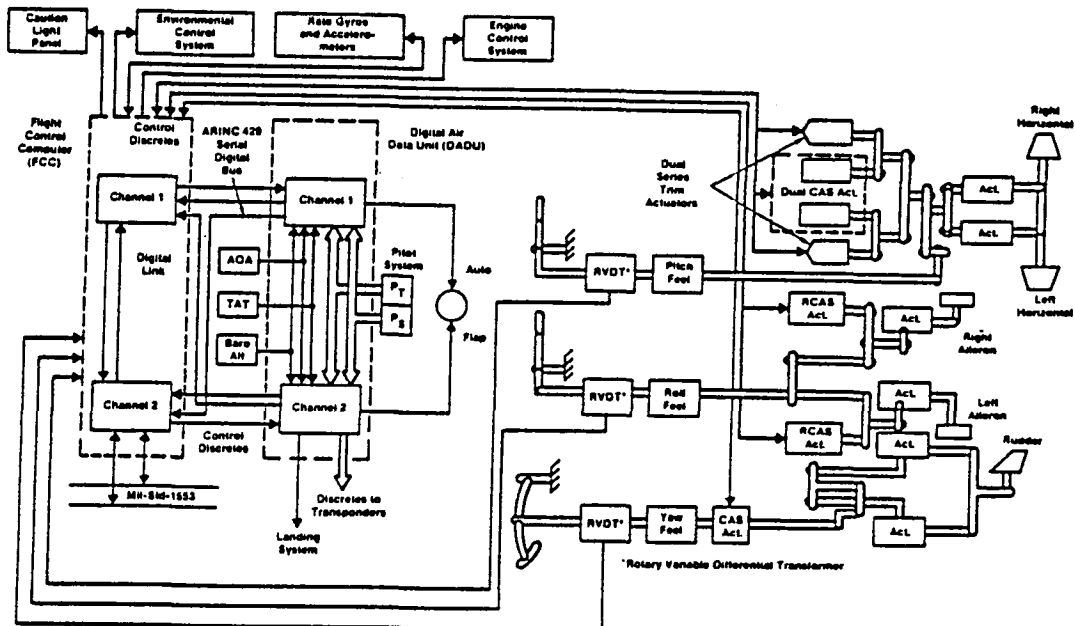 Caution
Light
Panel
Environmental
Control
System
Rate Gyros
and Accelero-
meters
Engine
Control
System
Flight
Control
Computer
(FCC)
Control
Discretes
ARINC 429
Serial
Digital
Bus
Digital Air
Data Unit (DADU)
Channel 1
Channel 1
Digital
Link
AOA
TAT
Baro
Alt
Pitot
System
PT
PS
Auto
Flap
Channel 2
Channel 2
Control
Discretes
Mil-Std-1553
Landing
System
Discretes to
Transponders
Dual
Series
Trim
Actuators
Dual CAS Act.
Act.
Act.
Right
Horizontal
Left
Horizontal
RVDT*
Pitch
Feel
RCAS
Act.
Act.
Right
Aileron
RVDT*
Roll
Feel
RCAS
Act.
Act.
Left
Aileron
Act.
Rudder
RVDT*
Yaw
Feel
CAS
Act.
Act.
*Rotary Variable Differential Transformer